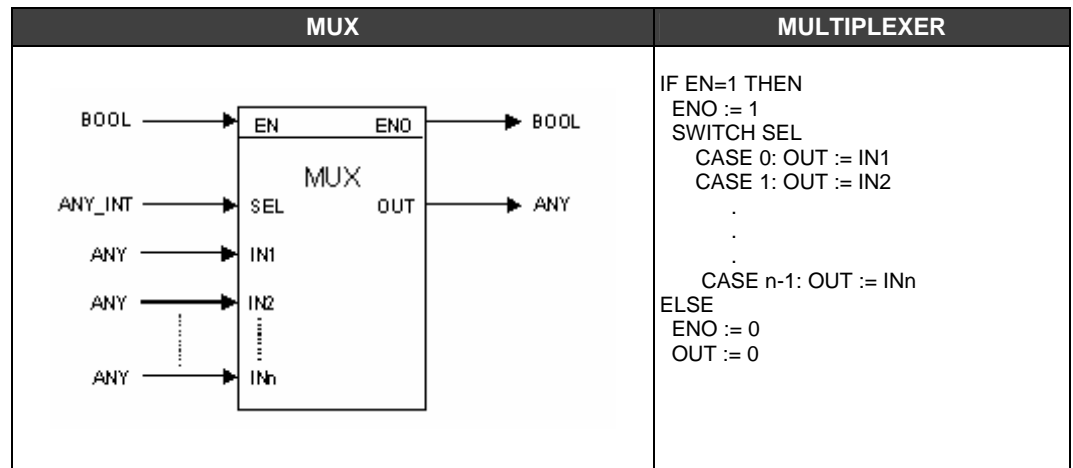 MUX MULTIPLEXER
BOOL EN ENO BOOL
MUX
ANY_INT SEL OUT ANY
ANY IN1
ANY IN2
ANY INn
IF EN=1 THEN
ENO := 1
SWITCH SEL
CASE 0: OUT := IN1
CASE 1: OUT := IN2
.
.
.
CASE n-1: OUT := INn
ELSE
ENO := 0
OUT := 0